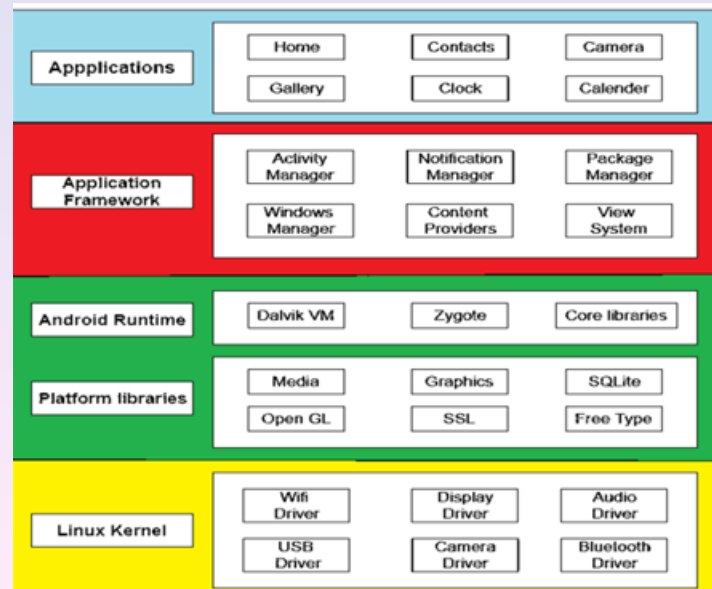 Appplications
Home
Contacts
Camera
Gallery
Clock
Calender
Application
Framework
Activity
Manager
Notification
Manager
Package
Manager
Windows
Manager
Content
Providers
View
System
Android Runtime
Dalvik VM
Zygote
Core libraries
Platform libraries
Media
Graphics
SQLite
Open GL
SSL
Free Type
Linux Kernel
Wifi
Driver
Display
Driver
Audio
Driver
USB
Driver
Camera
Driver
Bluetooth
Driver